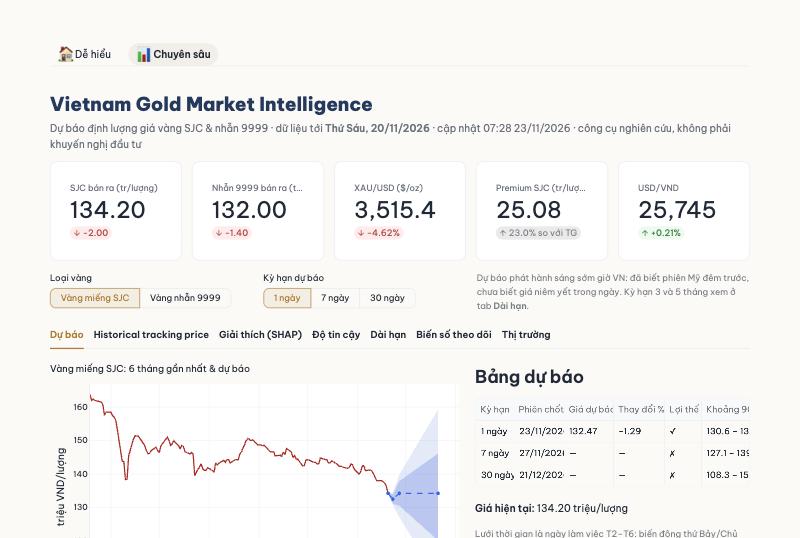 Dễ hiểu
Chuyên sâu
Vietnam Gold Market Intelligence
Dự báo định lượng giá vàng SJC & nhẫn 9999 · dữ liệu tới Thứ Sáu, 20/11/2026 · cập nhật 07:28 23/11/2026 · công cụ nghiên cứu, không phải
khuyến nghị đầu tư
SJC bán ra (tr/lượng)
134.20
↓ -2.00
Nhẫn 9999 bán ra (t...
132.00
↓ -1.40
XAU/USD ($/oz)
3,515.4
↓ -4.62%
Premium SJC (tr/lượ...
25.08
↑ 23.0% so với TG
USD/VND
25,745
↑ +0.21%
Loại vàng
Vàng miếng SJC
Vàng nhẫn 9999
Kỳ hạn dự báo
1 ngày
7 ngày
30 ngày
Dự báo phát hành sáng sớm giờ VN: đã biết phiên Mỹ đêm trước,
chưa biết giá niêm yết trong ngày. Kỳ hạn 3 và 5 tháng xem ở
tab Dài hạn.
Dự báo
Historical tracking price
Giải thích (SHAP)
Độ tin cậy
Dài hạn
Biến số theo dõi
Thị trường
Vàng miếng SJC: 6 tháng gần nhất & dự báo
160
150
140
130
triệu VND/lượng
Bảng dự báo
Kỳ hạn Phiên chốt Giá dự báo Thay đổi % Lợi thế Khoảng 90
1 ngày 23/11/202 132.47 -1.29 ✓ 130.6 – 13
7 ngày 27/11/202 — — ✗ 127.1 – 139
30 ngày 21/12/202 — — ✗ 108.3 – 15
Giá hiện tại: 134.20 triệu/lượng
Lưới thời gian là ngày làm việc T2–T6; biến động thứ Bảy/Chủ